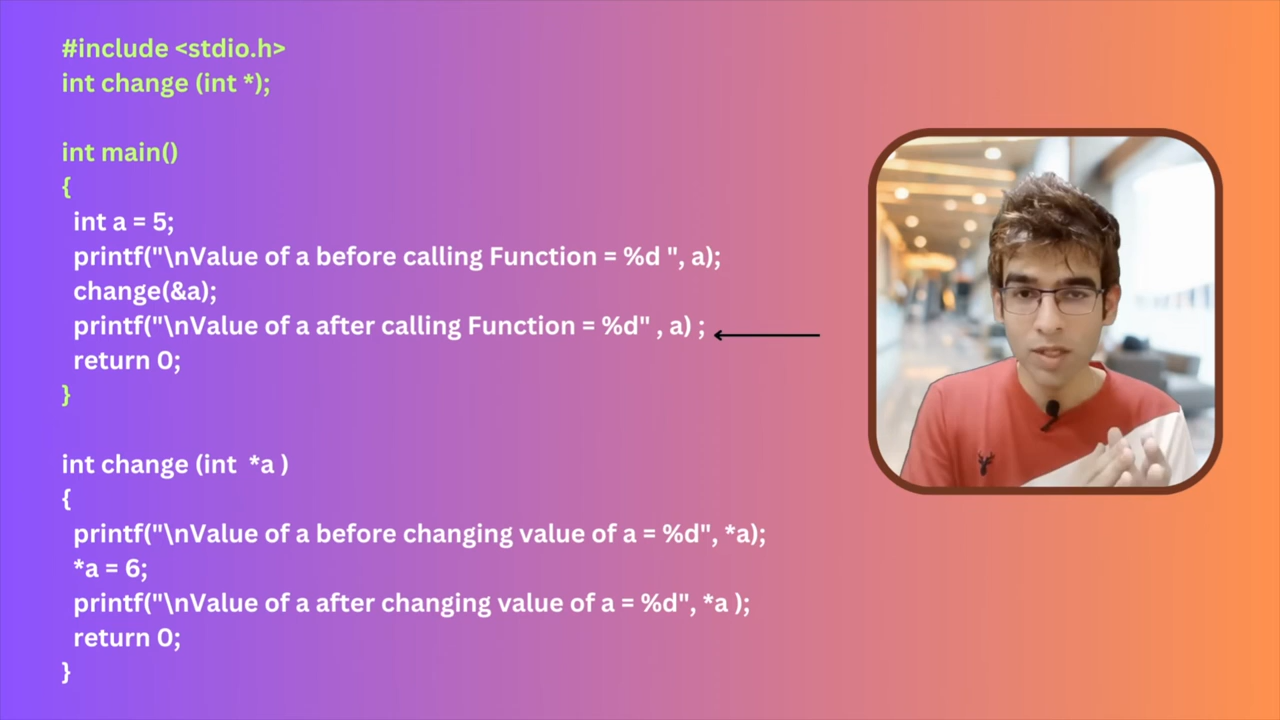 #include <stdio.h>
int change (int *);
int main()
{
int a = 5;
printf("\nValue of a before calling Function = %d ", a);
change(&a);
printf("\nValue of a after calling Function = %d" , a) ;
return 0;
}
int change (int  *a )
{
printf("\nValue of a before changing value of a = %d", *a);
*a = 6;
printf("\nValue of a after changing value of a = %d", *a );
return 0;
}